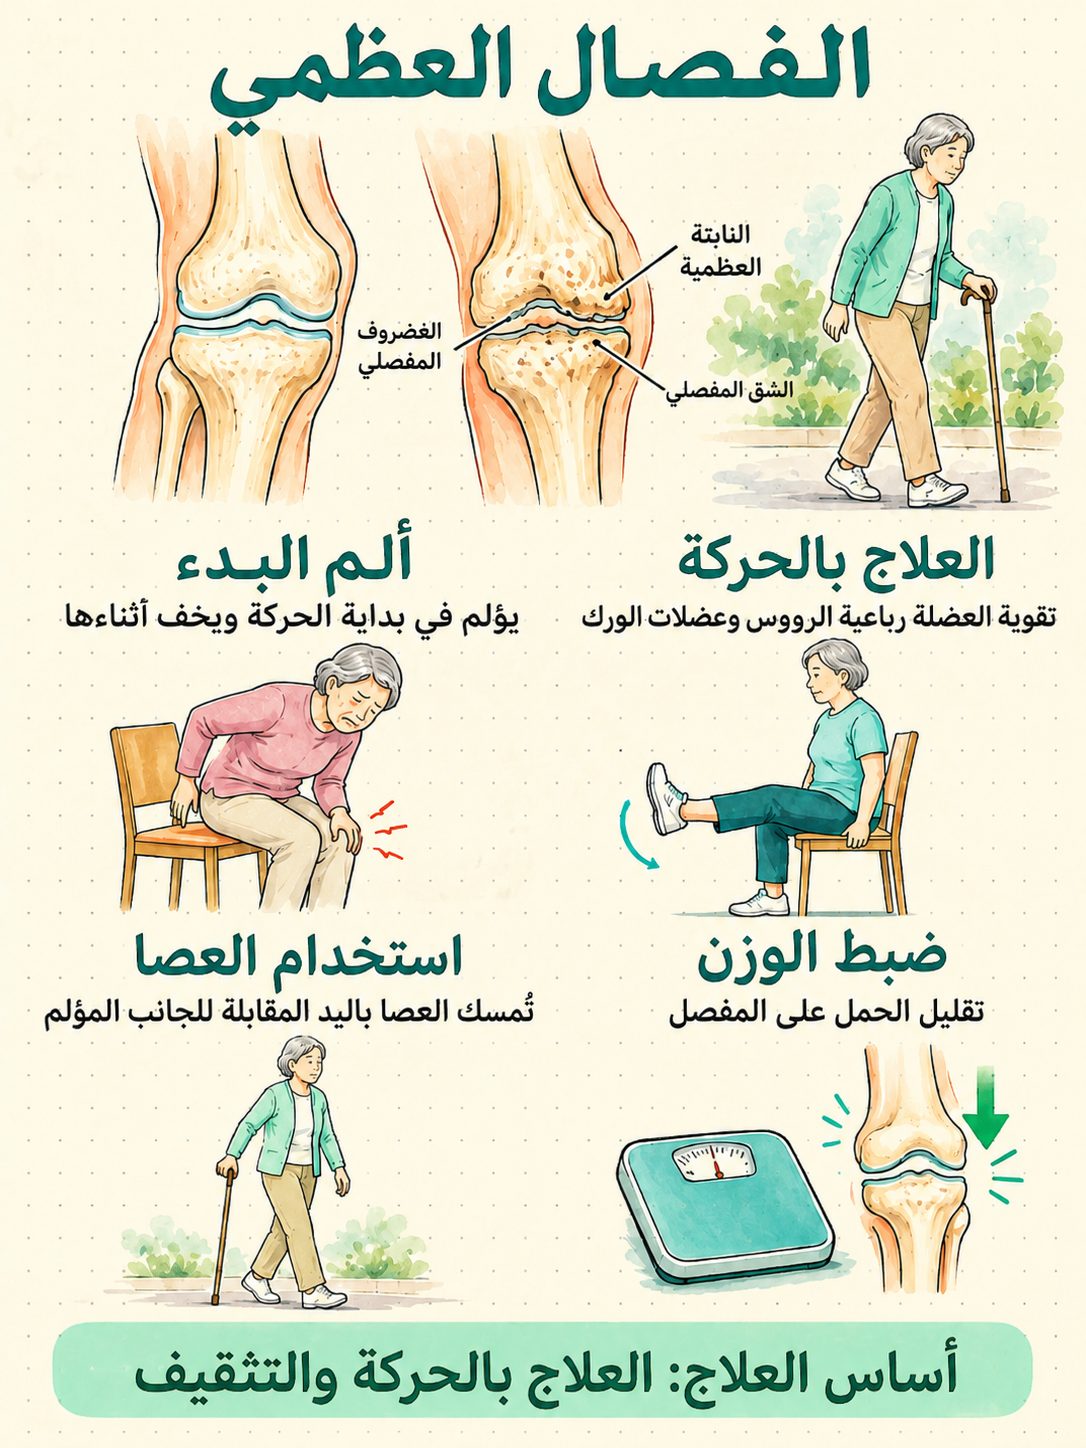 الفصال العظمي
النابتة
العظمية
الغضروف
المفصلي
الشق المفصلي
العلاج بالحركة
تقوية العضلة رباعية الرووس وعضلات الورك
ألم البدء
يؤلم في بداية الحركة ويخف أثناءها
ضبط الوزن
تقليل الحمل على المفصل
استخدام العصا
تُمسك العصا باليد المقابلة للجانب المؤلم
أساس العلاج: العلاج بالحركة والتثقيف